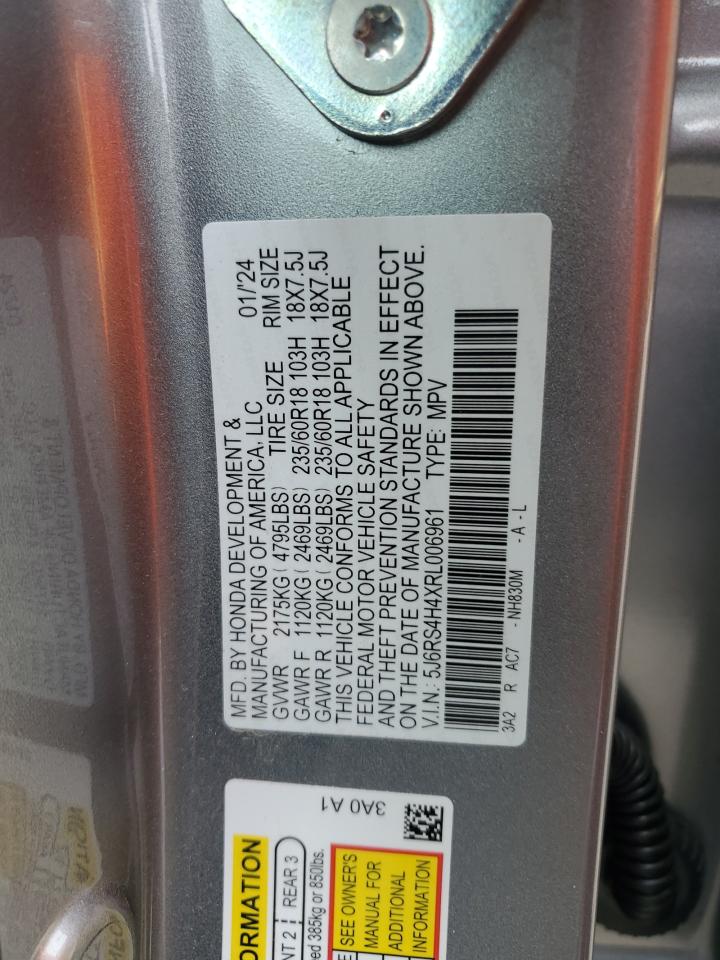 MFD. BY HONDA DEVELOPMENT &
MANUFACTURING OF AMERICA, LLC 01/'24
GVWR 2175KG ( 4795LBS) TIRE SIZE RIM SIZE
GAWR F 1120KG ( 2469LBS) 235/60R18 103H 18X7.5J
GAWR R 1120KG ( 2469LBS) 235/60R18 103H 18X7.5J
THIS VEHICLE CONFORMS TO ALL APPLICABLE
FEDERAL MOTOR VEHICLE SAFETY
AND THEFT PREVENTION STANDARDS IN EFFECT
ON THE DATE OF MANUFACTURE SHOWN ABOVE.
V.I.N.: 5J6RS4H4XRL006961 TYPE: MPV
3A2 R AC7 - NH830M - A - L
3A0 A1
REAR 3
385kg or 850lbs.
SEE OWNER'S
MANUAL FOR
ADDITIONAL
INFORMATION